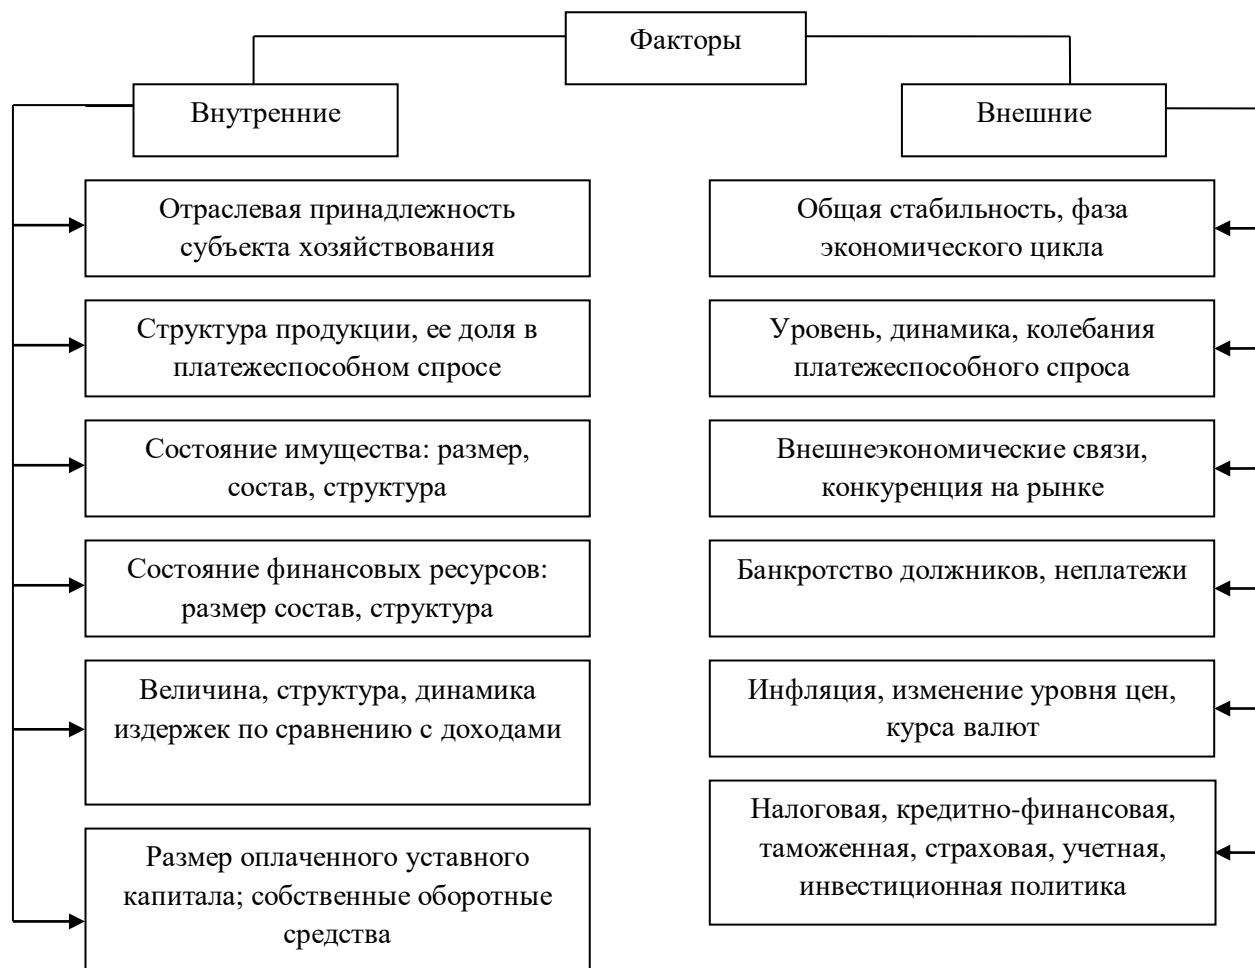 Факторы
Внутренние
Отраслевая принадлежность
субъекта хозяйствования
Структура продукции, ее доля в
платежеспособном спросе
Состояние имущества: размер,
состав, структура
Состояние финансовых ресурсов:
размер состав, структура
Величина, структура, динамика
издержек по сравнению с доходами
Размер оплаченного уставного
капитала; собственные оборотные
средства
Внешние
Общая стабильность, фаза
экономического цикла
Уровень, динамика, колебания
платежеспособного спроса
Внешнеэкономические связи,
конкуренция на рынке
Банкротство должников, неплатежи
Инфляция, изменение уровня цен,
курса валют
Налоговая, кредитно-финансовая,
таможенная, страховая, учетная,
инвестиционная политика